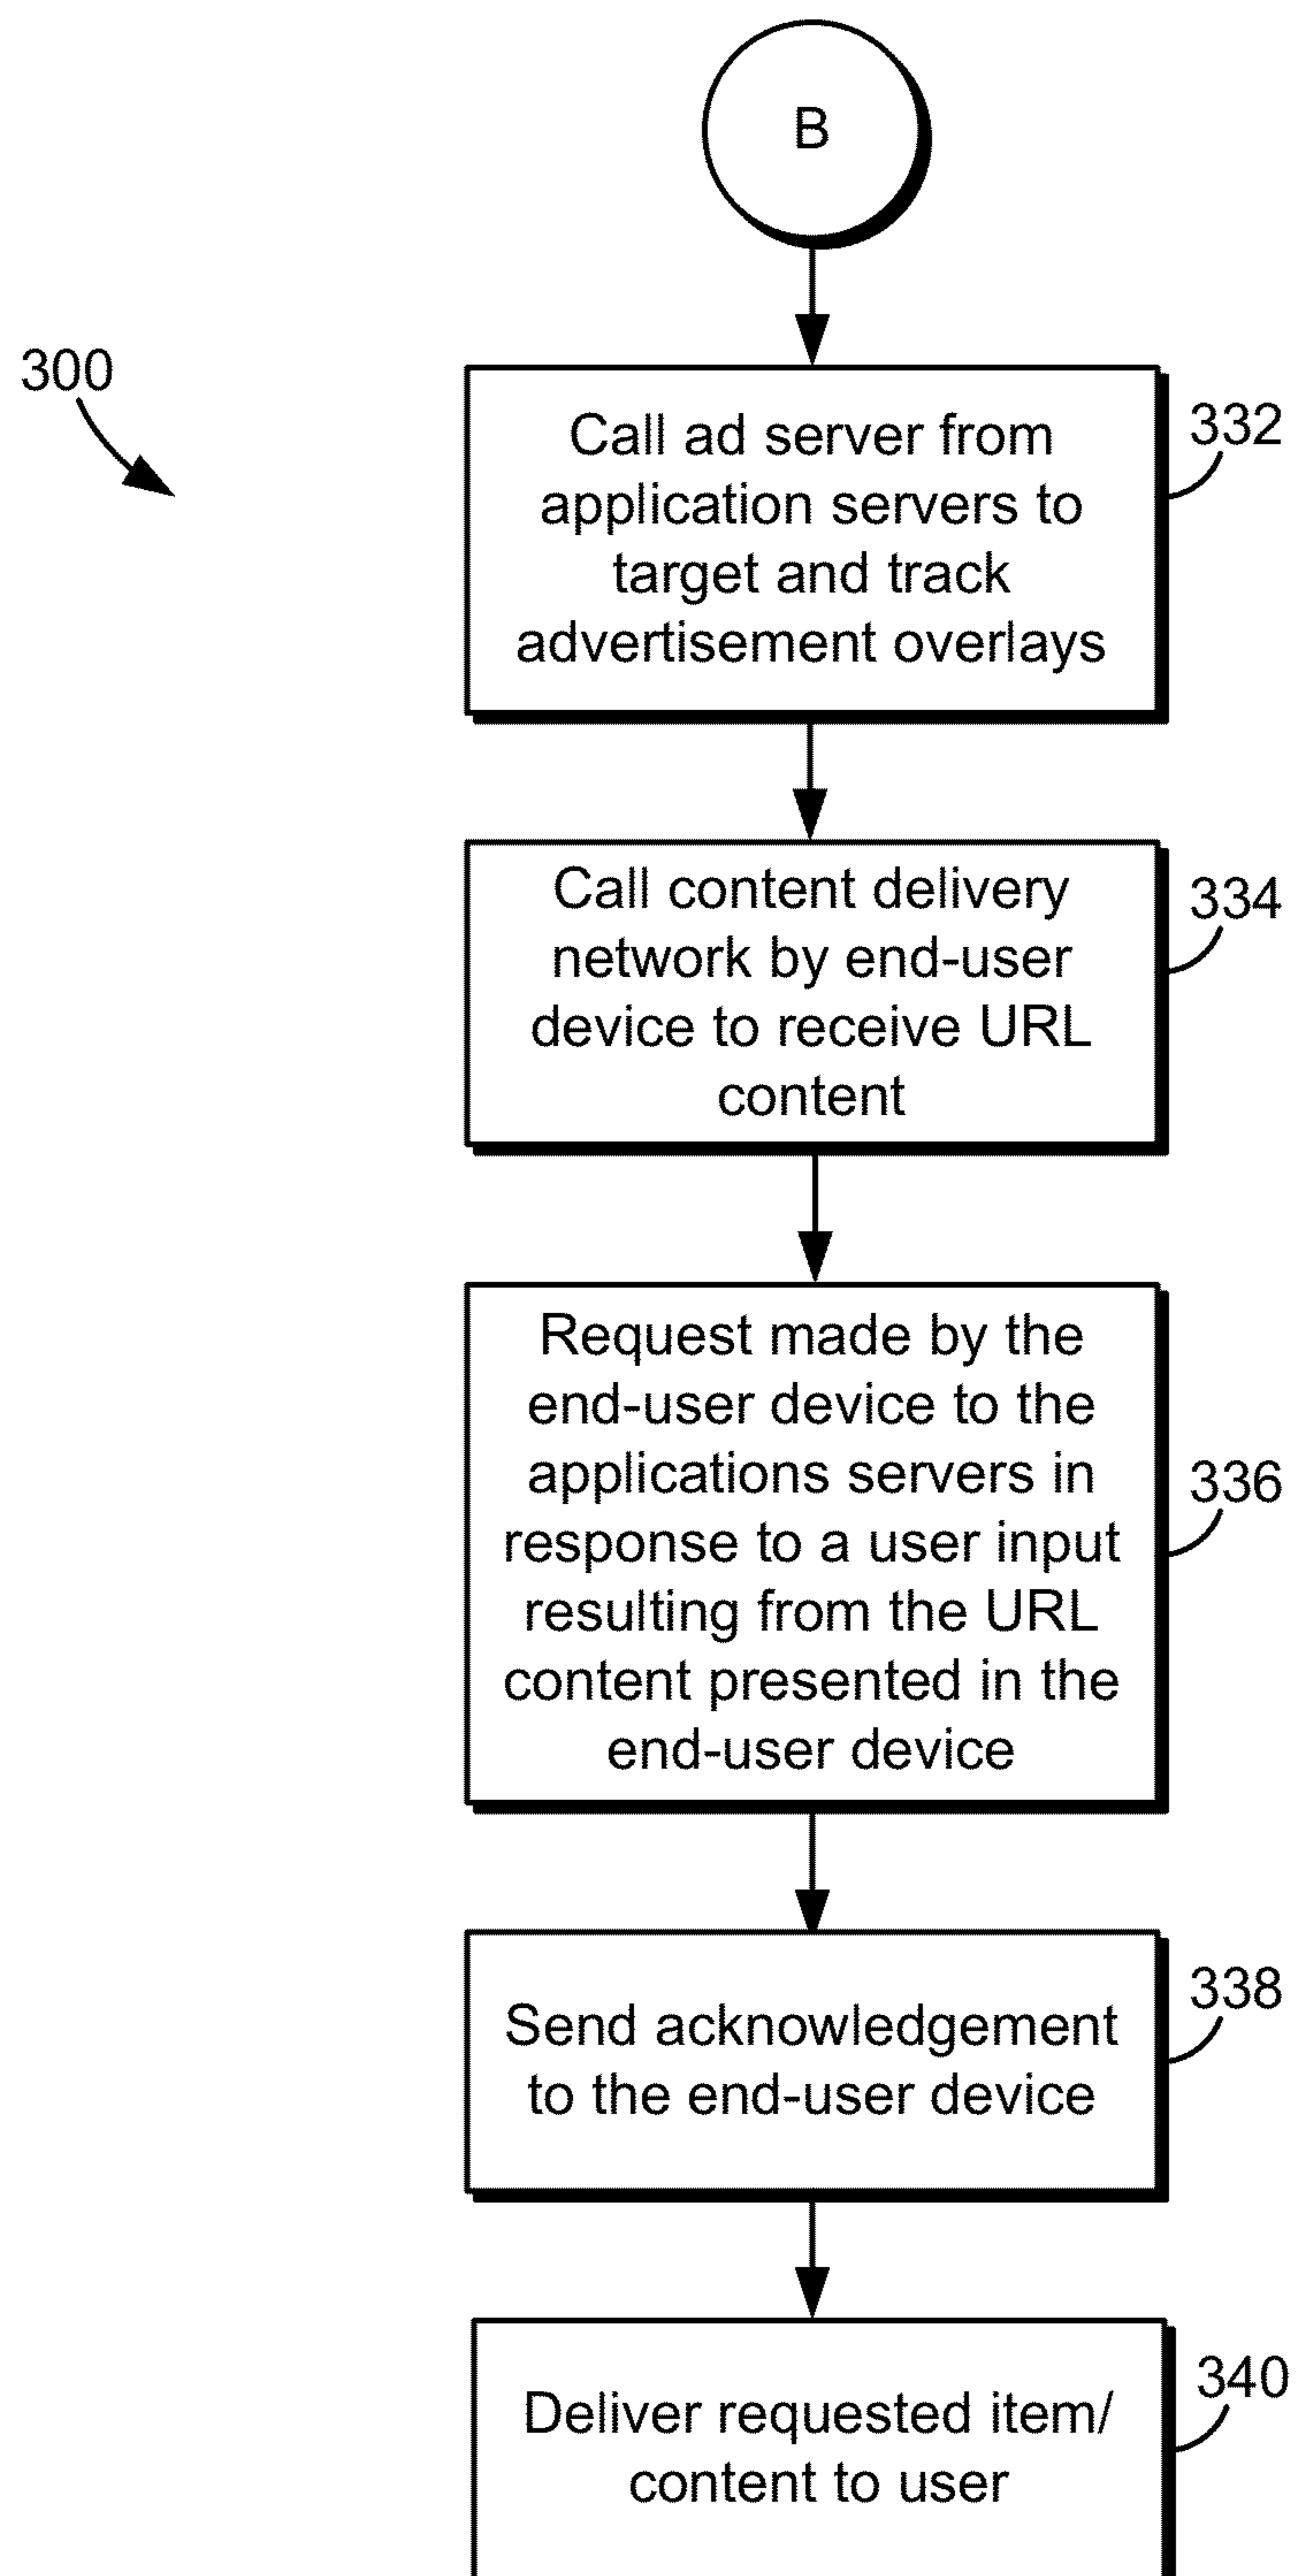 B
300
Call ad server from
application servers to
target and track
advertisement overlays
332
Call content delivery
network by end-user
device to receive URL
content
334
Request made by the
end-user device to the
applications servers in
response to a user input
resulting from the URL
content presented in the
end-user device
336
Send acknowledgement
to the end-user device
338
Deliver requested item/
content to user
340